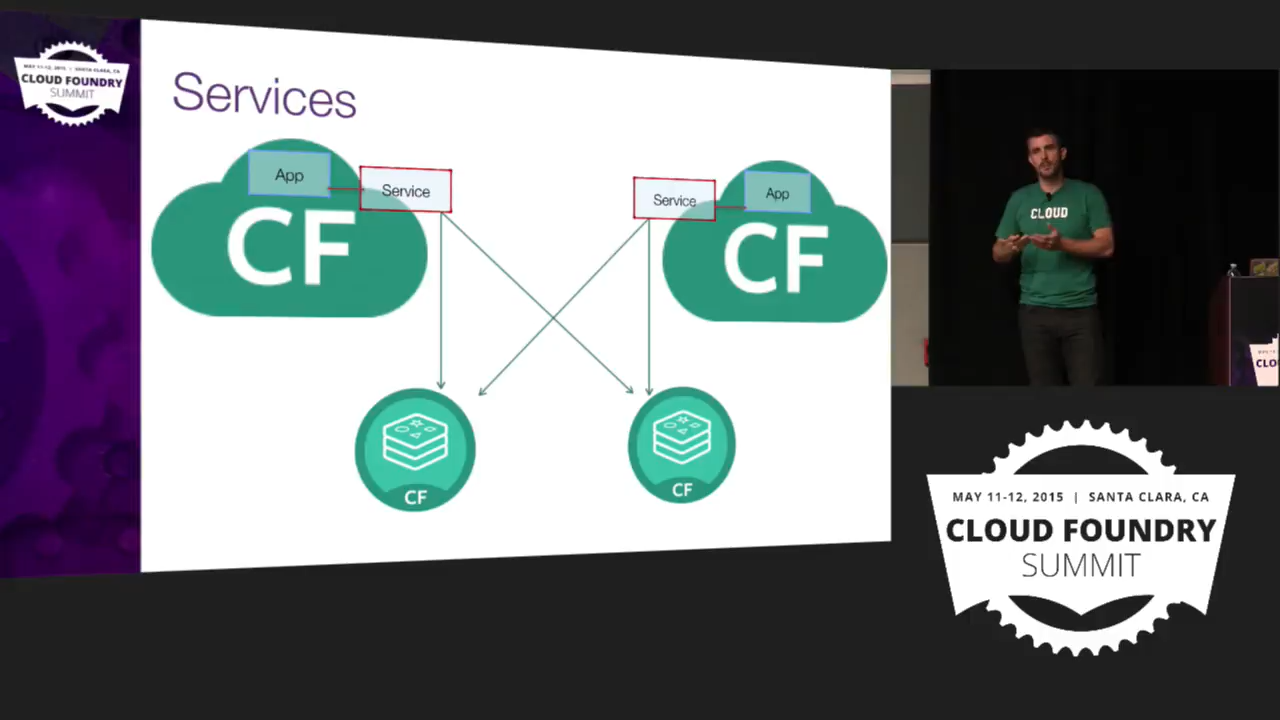 MAY 11-12, 2015 | SANTA CLARA, CA
CLOUD FOUNDRY
SUMMIT
Services
App
Service
CF
Service
App
CF
CF
CF
CLOUD
CLO
MAY 11-12, 2015 | SANTA CLARA, CA
CLOUD FOUNDRY
SUMMIT